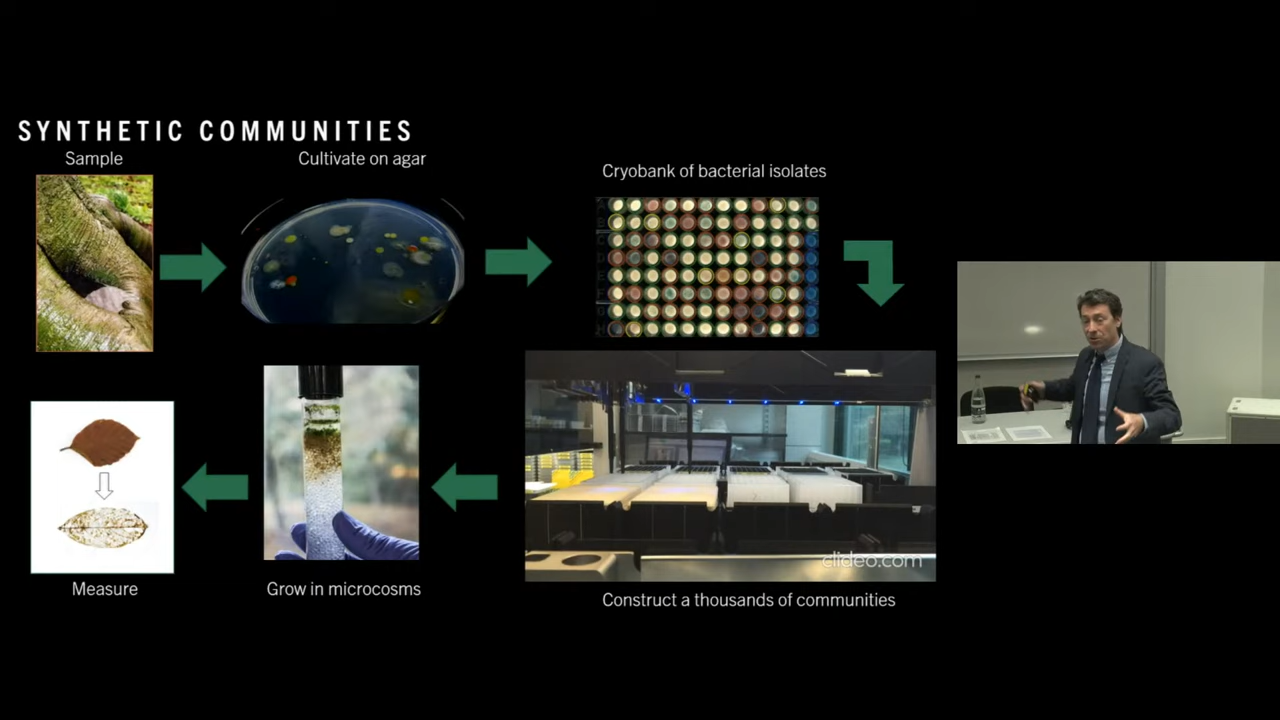 SYNTHETIC COMMUNITIES
Sample
Cultivate on agar
Cryobank of bacterial isolates
clideo.com
Measure
Grow in microcosms
Construct a thousands of communities